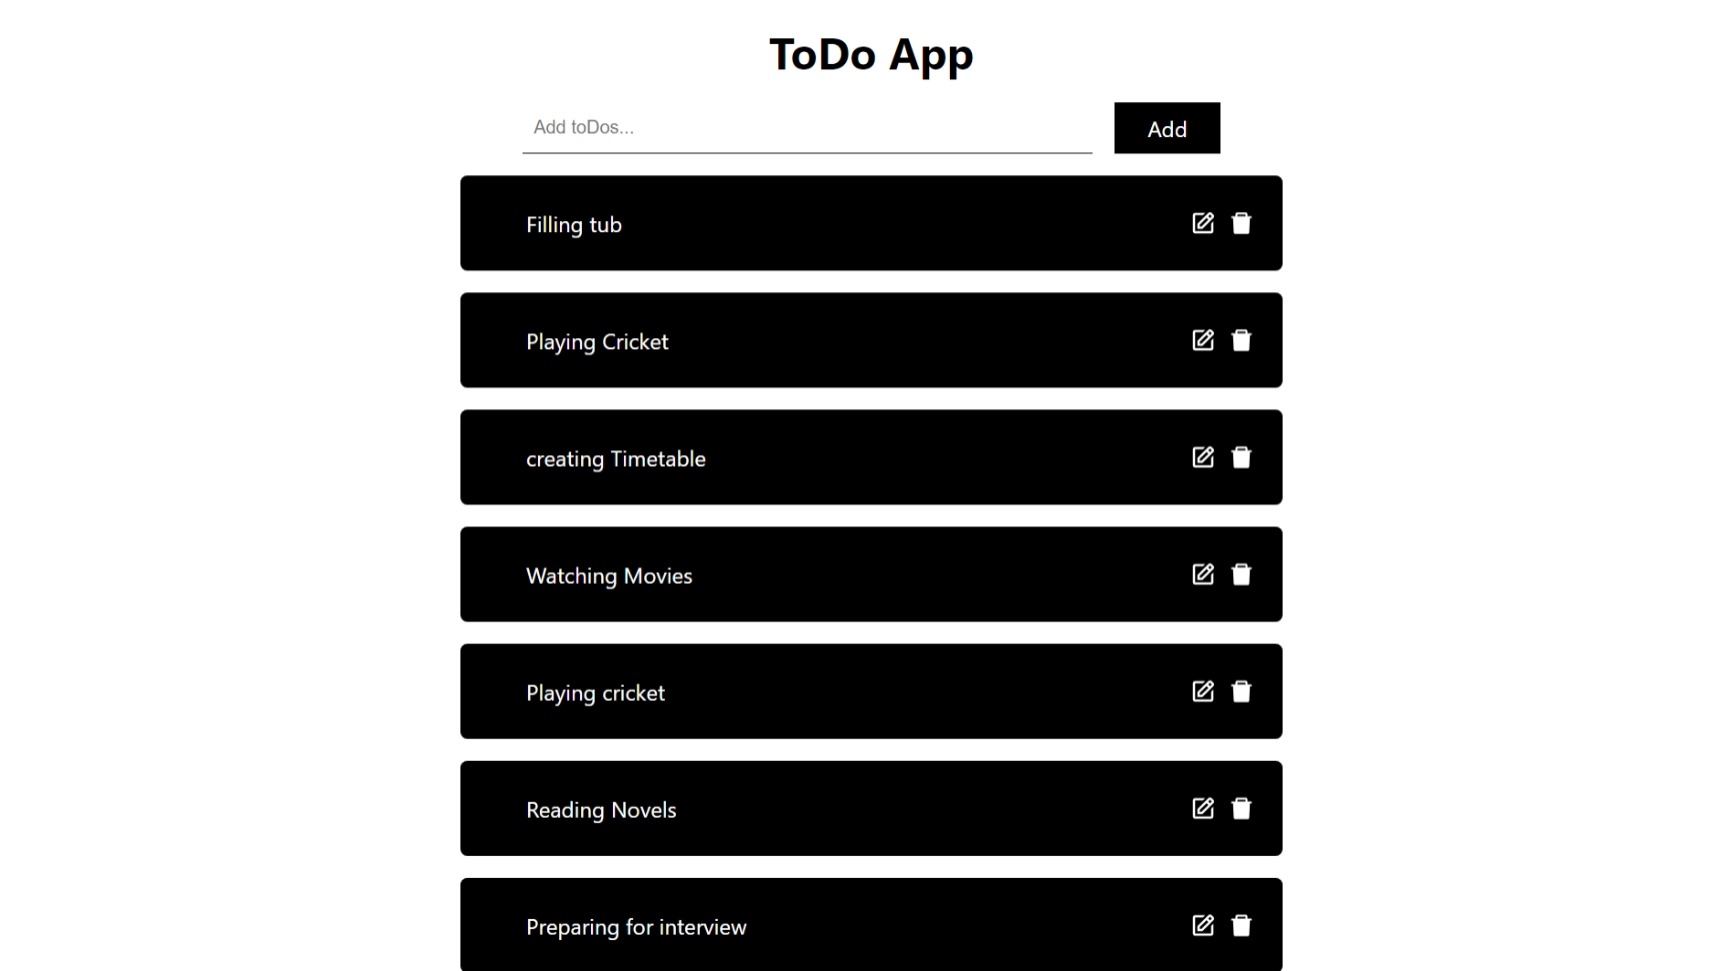 ToDo App
Add toDos...
Add
Filling tub
Playing Cricket
creating Timetable
Watching Movies
Playing cricket
Reading Novels
Preparing for interview